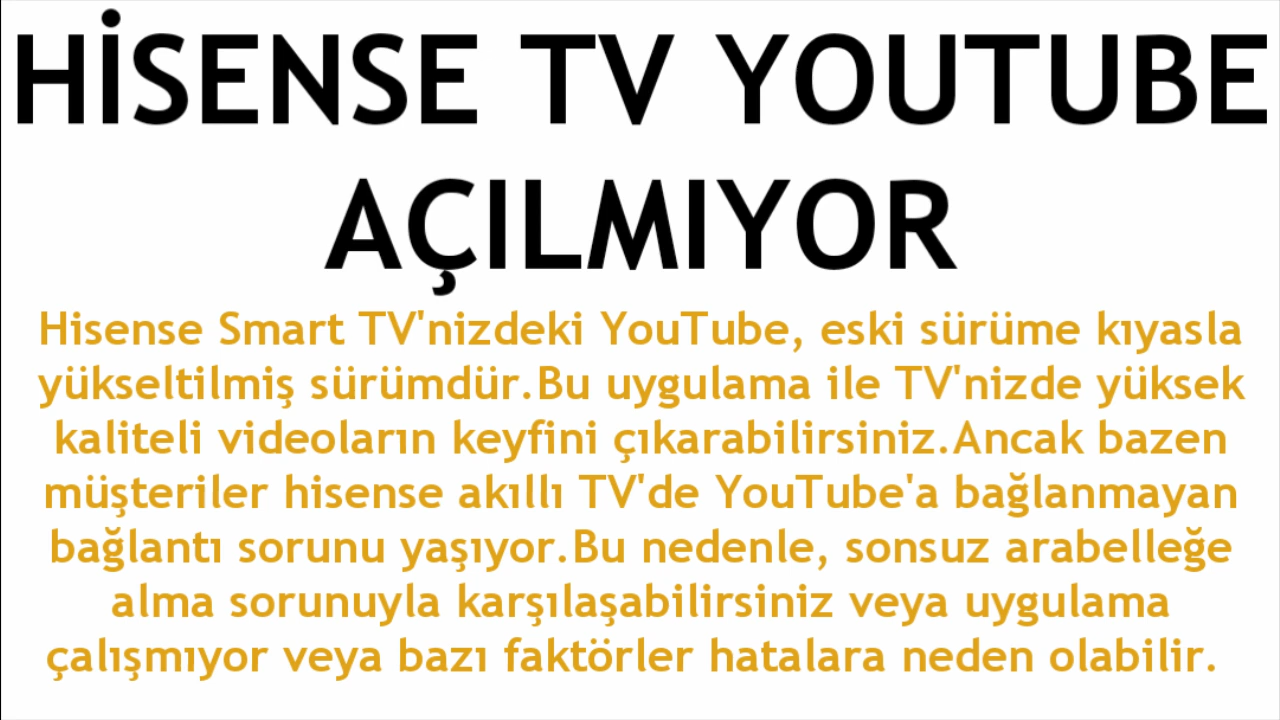 HİSENSE TV YOUTUBE
AÇILMIYOR
Hisense Smart TV'nizdeki YouTube, eski sürüme kıyasla
yükseltilmiş sürümdür.Bu uygulama ile TV'nizde yüksek
kaliteli videoların keyfini çıkarabilirsiniz.Ancak bazen
müşteriler hisense akıllı TV'de YouTube'a bağlanmayan
bağlantı sorunu yaşıyor.Bu nedenle, sonsuz arabelleğe
alma sorunuyla karşılaşabilirsiniz veya uygulama
çalışmıyor veya bazı faktörler hatalara neden olabilir.